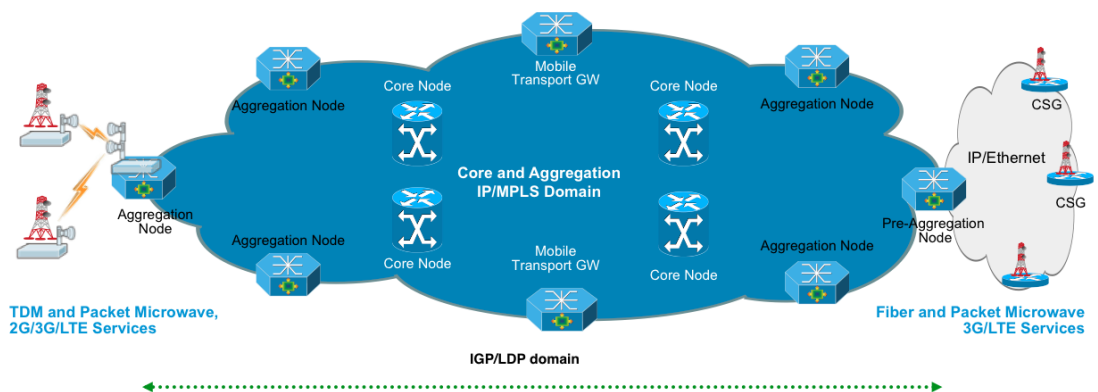 Mobile
Transport GW
Aggregation Node
Core Node
Core Node
Aggregation Node
CSG
IP/Ethernet
Core and Aggregation
IP/MPLS Domain
CSG
Aggregation
Node
Pre-Aggregation
Node
Aggregation Node
Core Node
Mobile
Transport GW
Core Node
Aggregation Node
TDM and Packet Microwave,
2G/3G/LTE Services
Fiber and Packet Microwave
3G/LTE Services
IGP/LDP domain